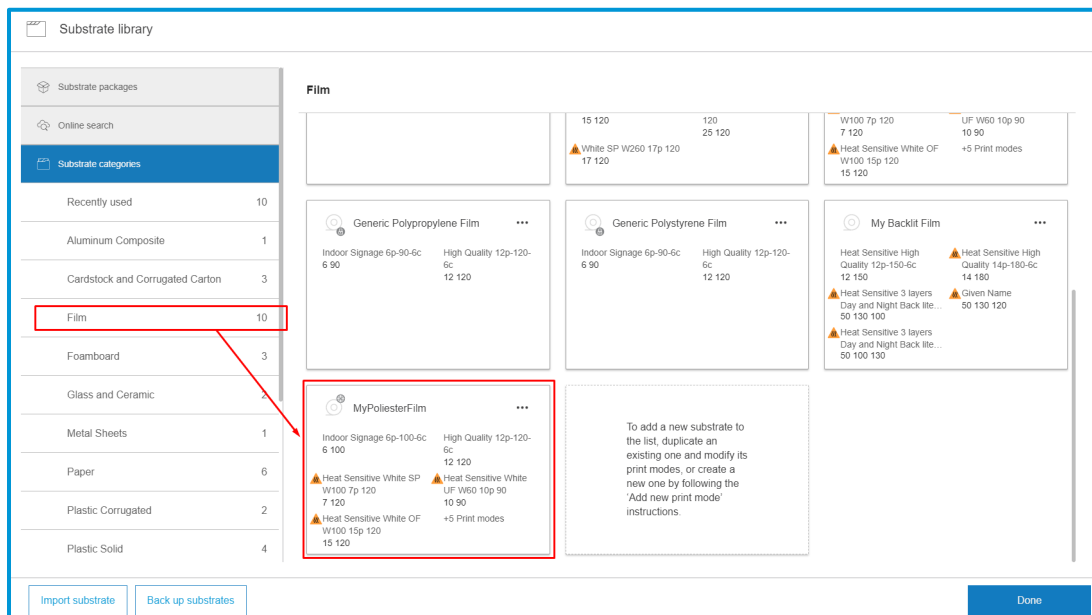 Substrate library
Substrate packages
Online search
Substrate categories
Recently used 10
Aluminum Composite 1
Cardstock and Corrugated Carton 3
Film 10
Foamboard 3
Glass and Ceramic 2
Metal Sheets 1
Paper 6
Plastic Corrugated 2
Plastic Solid 4
Film
15 120
120
25 120
White SP W260 17p 120
17 120
W100 7p 120
7 120
UF W60 10p 90
10 90
Heat Sensitive White OF
W100 15p 120
15 120
+5 Print modes
Generic Polypropylene Film
Indoor Signage 6p-90-6c
6 90
High Quality 12p-120-
6c
12 120
Generic Polystyrene Film
Indoor Signage 6p-90-6c
6 90
High Quality 12p-120-
6c
12 120
My Backlit Film
Heat Sensitive High
Quality 12p-150-6c
12 150
Heat Sensitive High
Quality 14p-180-6c
14 180
Heat Sensitive 3 layers
Day and Night Back lite...
50 130 100
Given Name
50 130 120
Heat Sensitive 3 layers
Day and Night Back lite...
50 100 130
MyPoliesterFilm
Indoor Signage 6p-100-6c
6 100
High Quality 12p-120-
6c
12 120
Heat Sensitive White SP
W100 7p 120
7 120
Heat Sensitive White
UF W60 10p 90
10 90
Heat Sensitive White OF
W100 15p 120
15 120
+5 Print modes
To add a new substrate to
the list, duplicate an
existing one and modify its
print modes, or create a
new one by following the
'Add new print mode'
instructions.
Import substrate
Back up substrates
Done